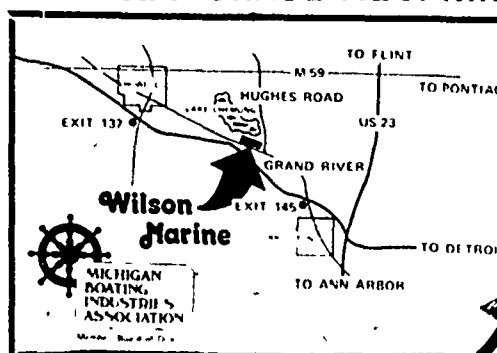 TO FLINT
M 59
TO PONTIAC
HUGHES ROAD
US 23
EXIT 137
GRAND RIVER
Wilson
Marine
EXIT 145
TO DETROI
TO ANN ARBOR
MICHIGAN
BOATING
INDUSTRIES
ASSOCIATION